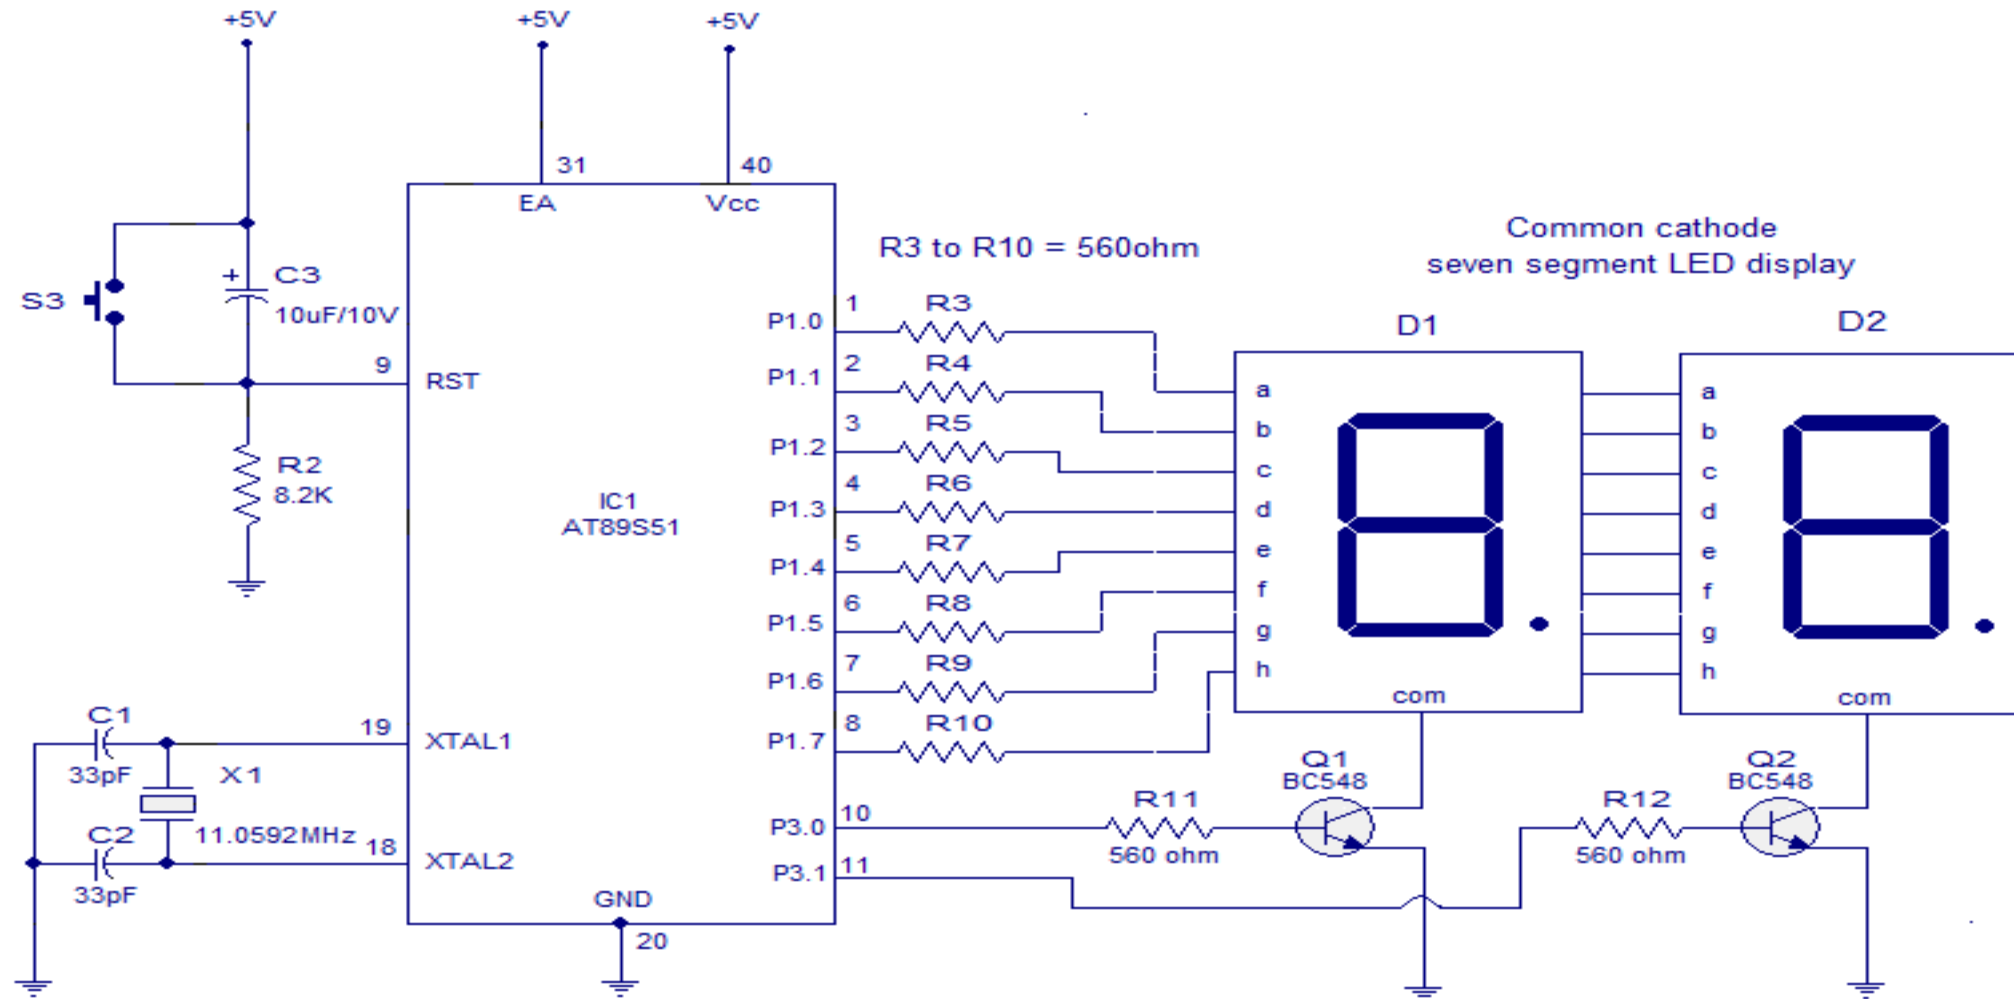 +5V
+5V
+5V
31
40
EA
Vcc
R3 to R10 = 560ohm
Common cathode
seven segment LED display
D1
D2
S3
C3
10uF/10V
9
RST
R2
8.2K
IC1
AT89S51
P1.0
1
R3
P1.1
2
R4
P1.2
3
R5
P1.3
4
R6
P1.4
5
R7
P1.5
6
R8
P1.6
7
R9
P1.7
8
R10
a
b
c
d
e
f
g
h
com
a
b
c
d
e
f
g
h
com
C1
33pF
19
XTAL1
X1
11.0592MHz
C2
33pF
18
XTAL2
GND
20
P3.0
10
R11
560 ohm
Q1
BC548
P3.1
11
R12
560 ohm
Q2
BC548